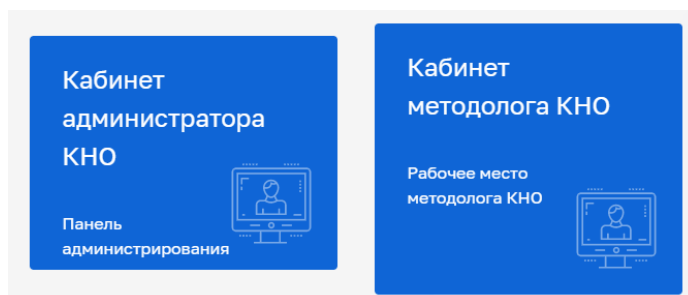 Кабинет
администратора
КНО
Панель
администрирования
Кабинет
методолога КНО
Рабочее место
методолога КНО